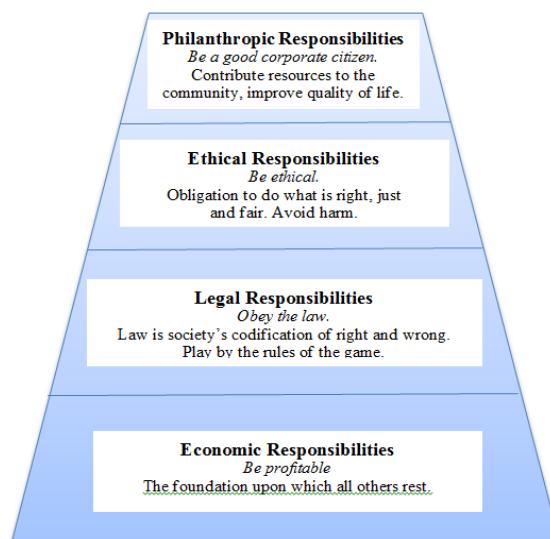 Philanthropic Responsibilities
Be a good corporate citizen.
Contribute resources to the
community, improve quality of life.
Ethical Responsibilities
Be ethical.
Obligation to do what is right, just
and fair. Avoid harm.
Legal Responsibilities
Obey the law.
Law is society’s codification of right and wrong.
Play by the rules of the game.
Economic Responsibilities
Be profitable
The foundation upon which all others rest.